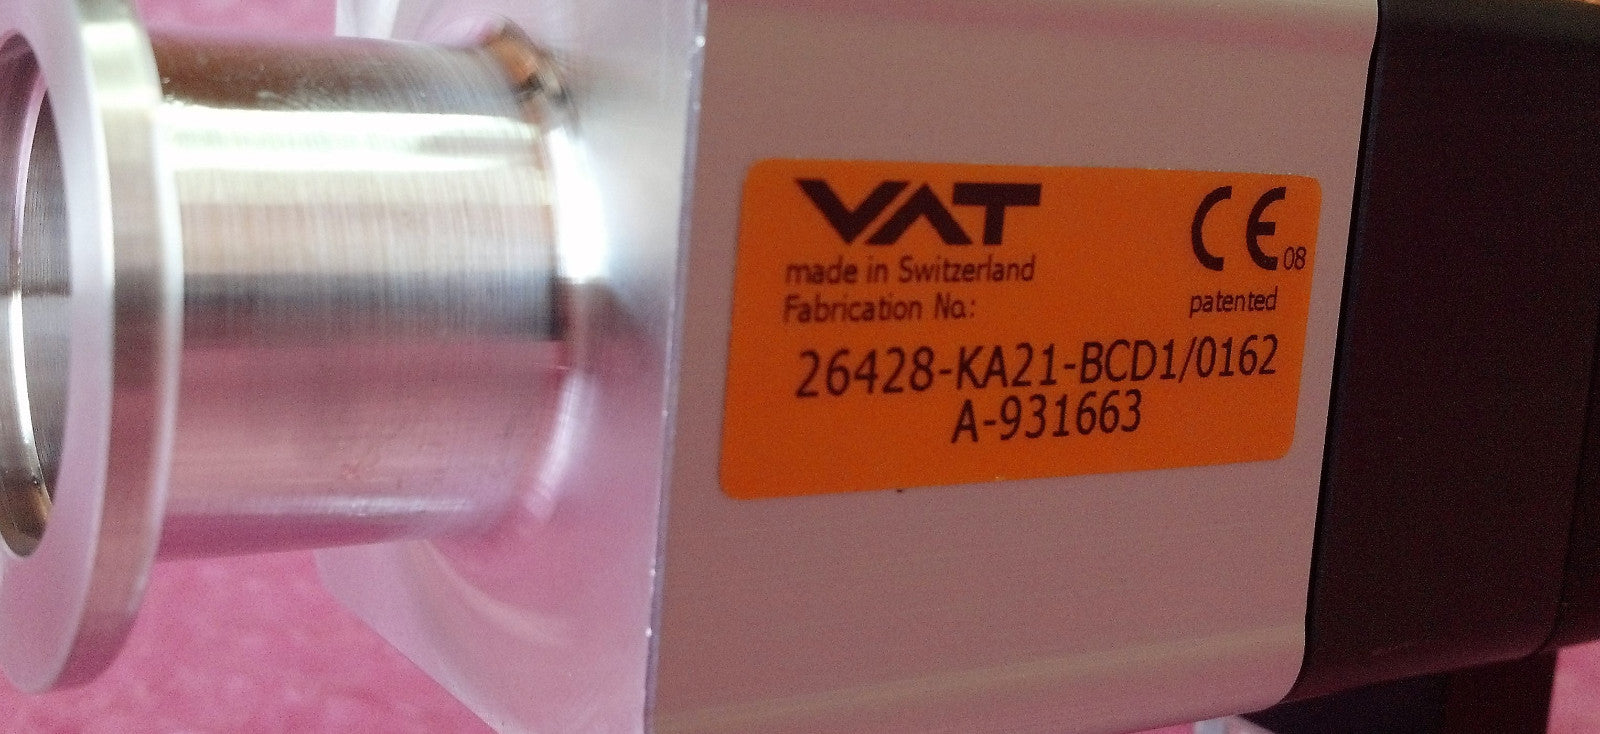 VAT
made in Switzerland
Fabrication No.:
CE 08
patented
26428-KA21-BCD1/0162
A-931663